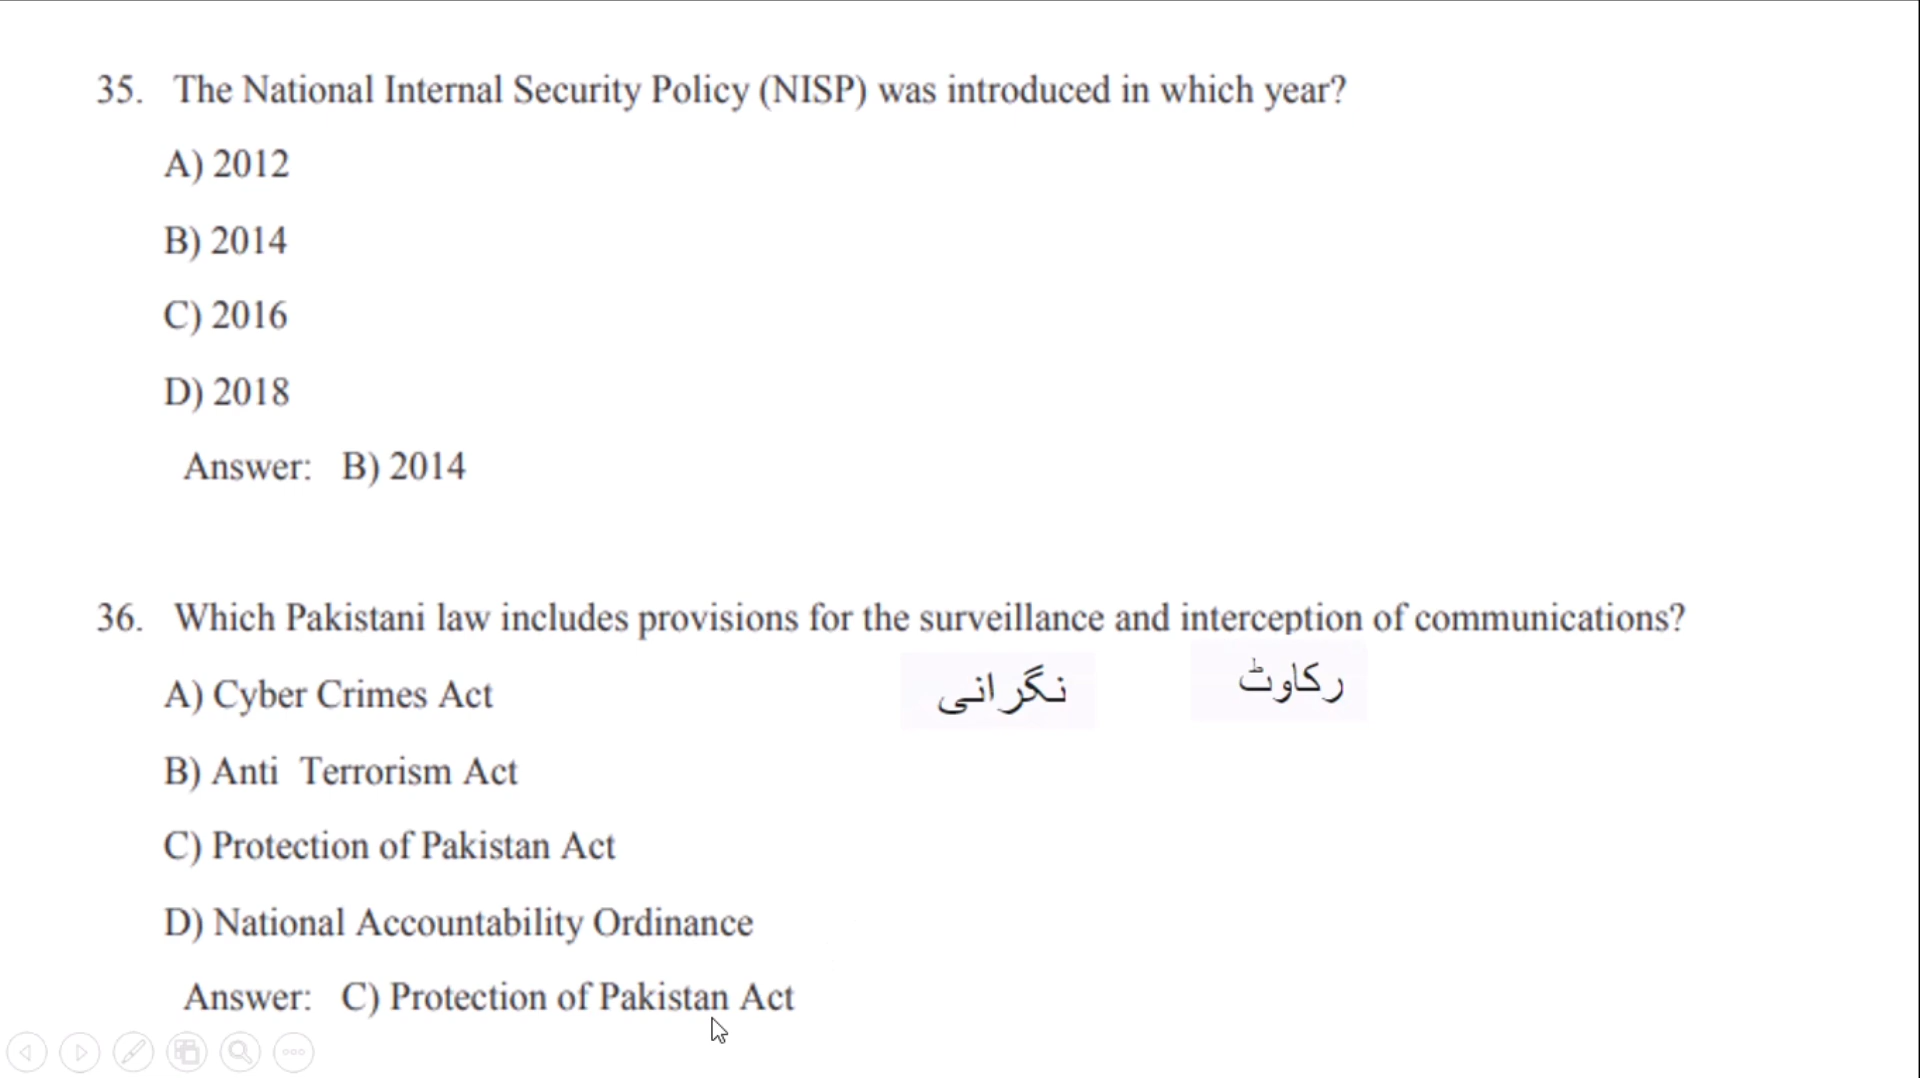 35. The National Internal Security Policy (NISP) was introduced in which year?
A) 2012
B) 2014
C) 2016
D) 2018
Answer: B) 2014
36. Which Pakistani law includes provisions for the surveillance and interception of communications?
نگرانی رکاوٹ
A) Cyber Crimes Act
B) Anti Terrorism Act
C) Protection of Pakistan Act
D) National Accountability Ordinance
Answer: C) Protection of Pakistan Act